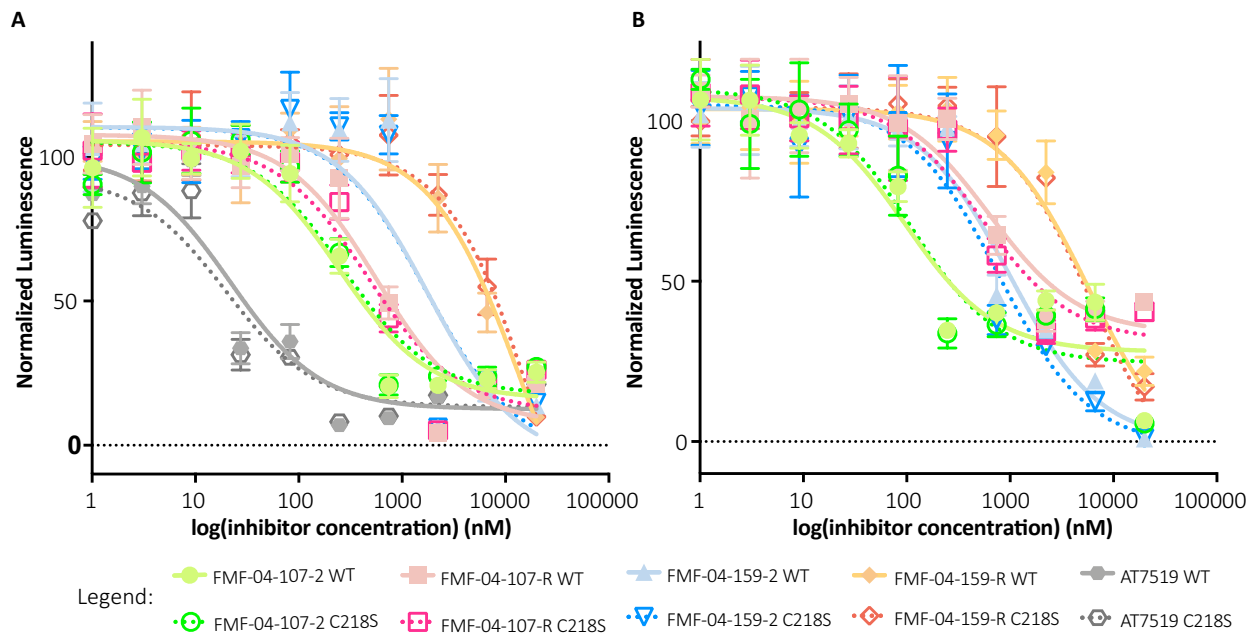 A
B
Normalized Luminescence
100
50
0
1
10
100
1000
10000
100000
log(inhibitor concentration) (nM)
Normalized Luminescence
100
50
0
1
10
100
1000
10000
100000
log(inhibitor concentration) (nM)
Legend:
FMF-04-107-2 WT
FMF-04-107-R WT
FMF-04-159-2 WT
FMF-04-159-R WT
AT7519 WT
FMF-04-107-2 C218S
FMF-04-107-R C218S
FMF-04-159-2 C218S
FMF-04-159-R C218S
AT7519 C218S